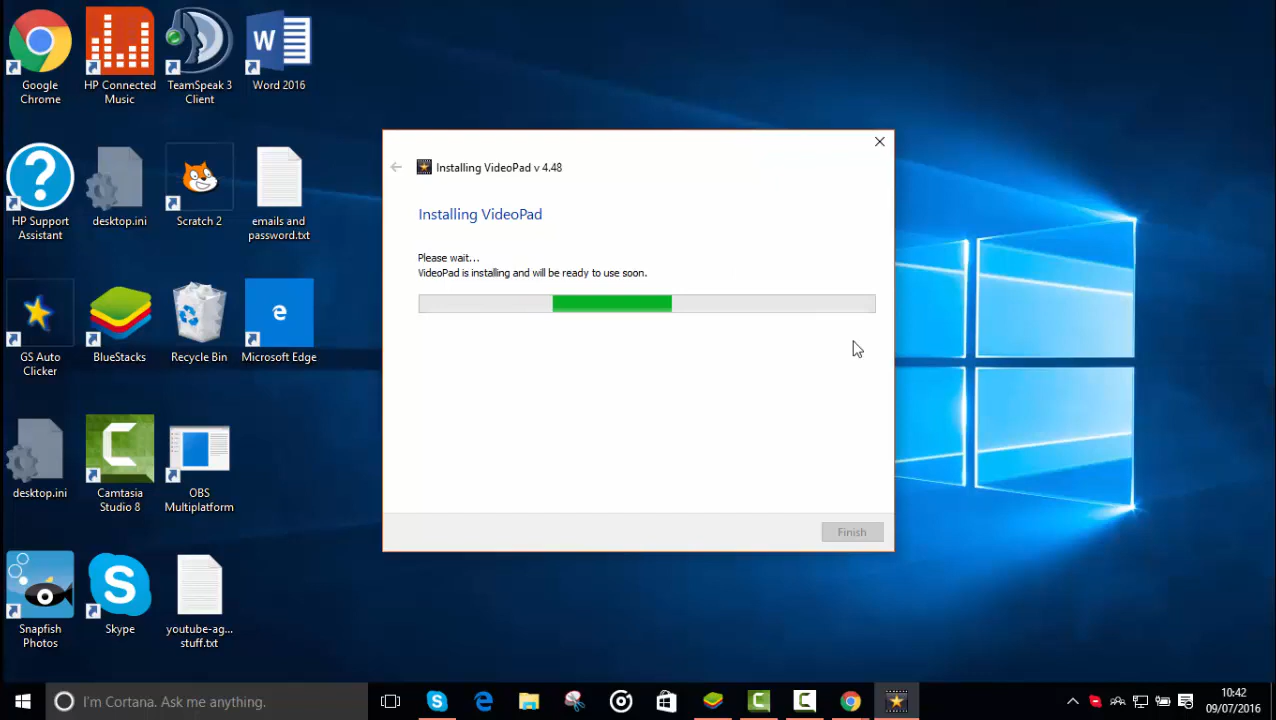 Google
Chrome
HP Connected
Music
TeamSpeak 3
Client
W
Word 2016
?
HP Support
Assistant
desktop.ini
Scratch 2
emails and
password.txt
GS Auto
Clicker
BlueStacks
Recycle Bin
e
Microsoft Edge
desktop.ini
C
Camtasia
Studio 8
OBS
Multiplatform
Snapfish
Photos
S
Skype
youtube-ag...
stuff.txt
Installing VideoPad v 4.48
Installing VideoPad
Please wait...
VideoPad is installing and will be ready to use soon.
Finish
I'm Cortana. Ask me anything.
10:42
09/07/2016